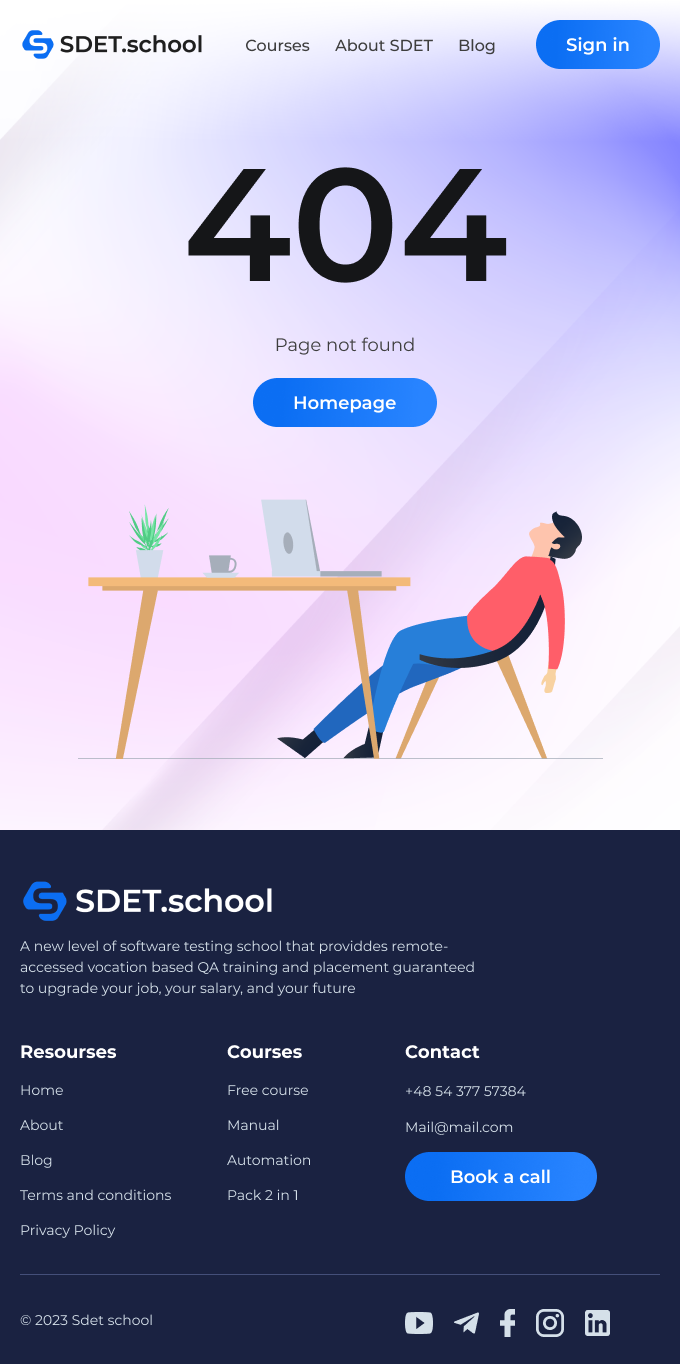 SDET.school
Courses
About SDET
Blog
Sign in
404
Page not found
Homepage
SDET.school
A new level of software testing school that providdes remote-
accessed vocation based QA training and placement guaranteed
to upgrade your job, your salary, and your future
Resourses
Home
About
Blog
Terms and conditions
Privacy Policy
Courses
Free course
Manual
Automation
Pack 2 in 1
Contact
+48 54 377 57384
Mail@mail.com
Book a call
© 2023 Sdet school